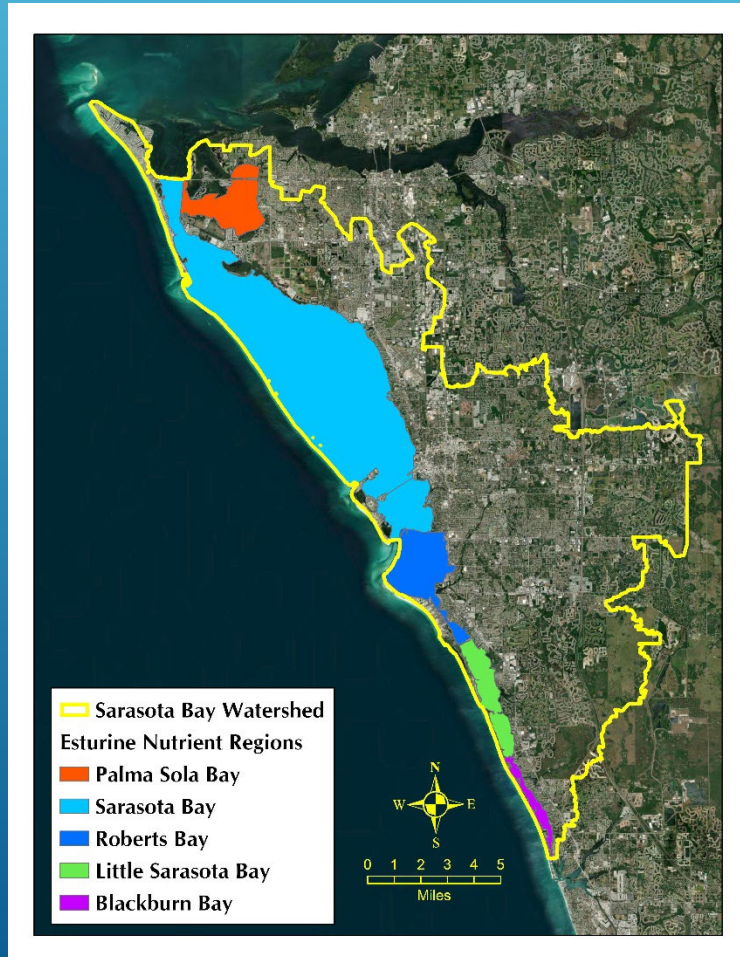 Sarasota Bay Watershed
Esturine Nutrient Regions
Palma Sola Bay
Sarasota Bay
Roberts Bay
Little Sarasota Bay
Blackburn Bay
N
W E
S
0 1 2 3 4 5
Miles